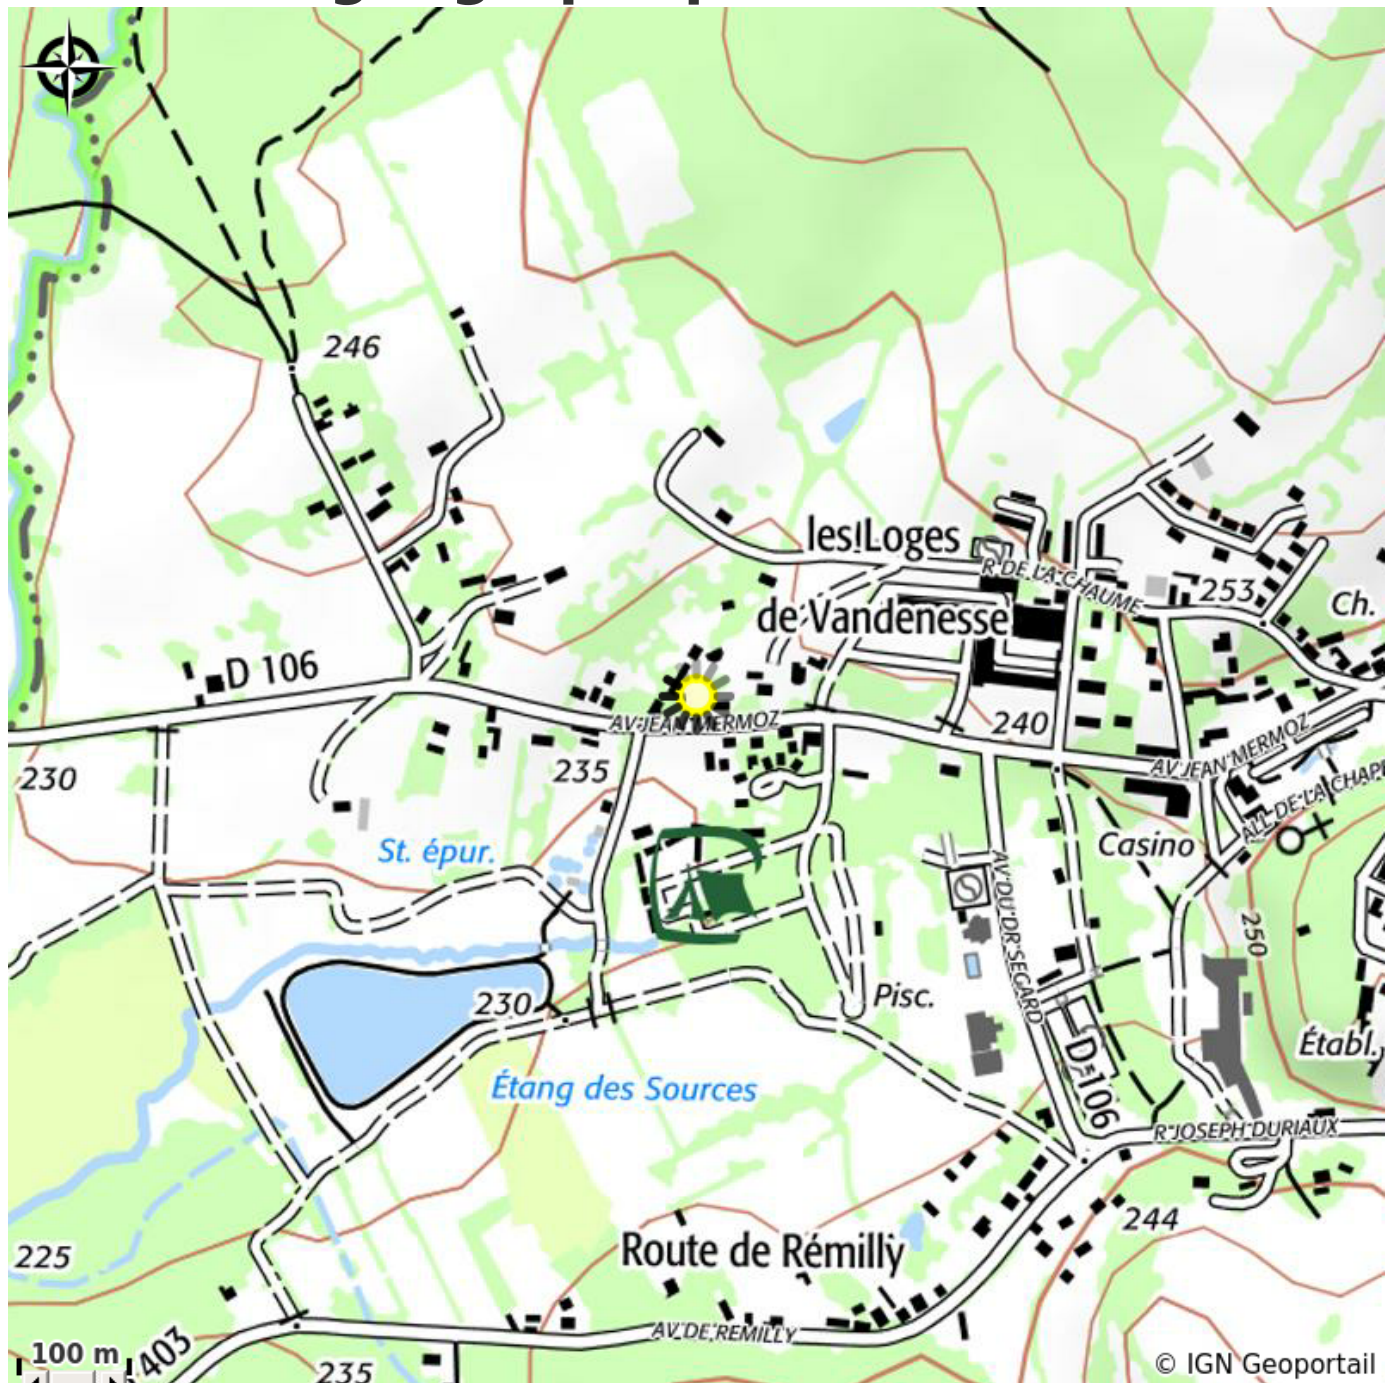 246
les Loges
R DE LA CHAUME
253
Ch.
de Vandenesse
D 106
AV JEAN MERMOZ
240
AV JEAN MERMOZ
230
235
ALL DE LA CHAPE
St. épur.
Casino
AV DU DR SEGARD
250
230
Pisc.
Établ.
Étang des Sources
D 106
R JOSEPH DURIAUX
244
225
Route de Rémilly
AV DE REMILLY
100 m
403
235
© IGN Geoportail